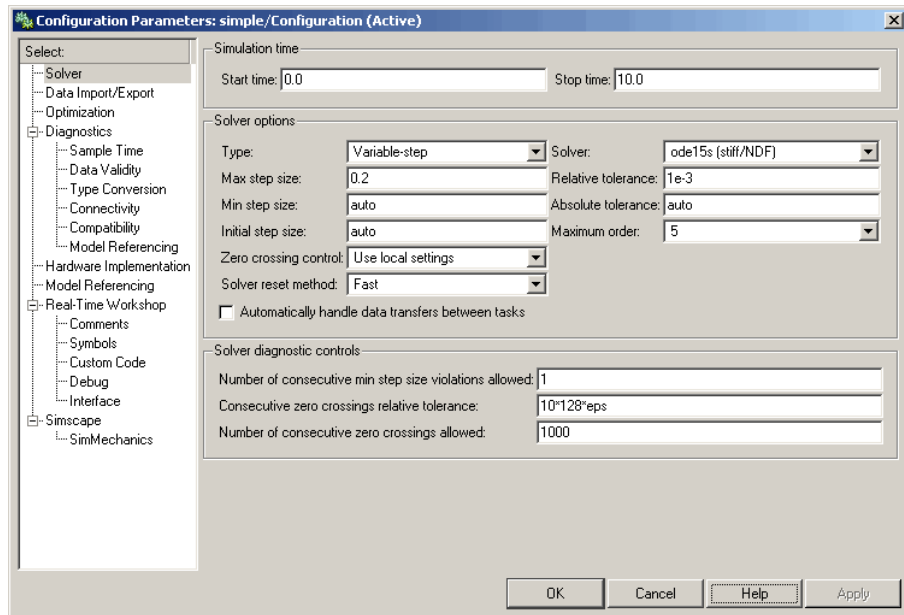 Configuration Parameters: simple/Configuration (Active)
Select:
Solver
Data Import/Export
Optimization
Diagnostics
Sample Time
Data Validity
Type Conversion
Connectivity
Compatibility
Model Referencing
Hardware Implementation
Model Referencing
Real-Time Workshop
Comments
Symbols
Custom Code
Debug
Interface
Simscape
SimMechanics
Simulation time
Start time: 0.0 Stop time: 10.0
Solver options
Type: Variable-step Solver: ode15s (stiff/NDF)
Max step size: 0.2 Relative tolerance: 1e-3
Min step size: auto Absolute tolerance: auto
Initial step size: auto Maximum order: 5
Zero crossing control: Use local settings
Solver reset method: Fast
Automatically handle data transfers between tasks
Solver diagnostic controls
Number of consecutive min step size violations allowed: 1
Consecutive zero crossings relative tolerance: 10*128*eps
Number of consecutive zero crossings allowed: 1000
OK Cancel Help Apply